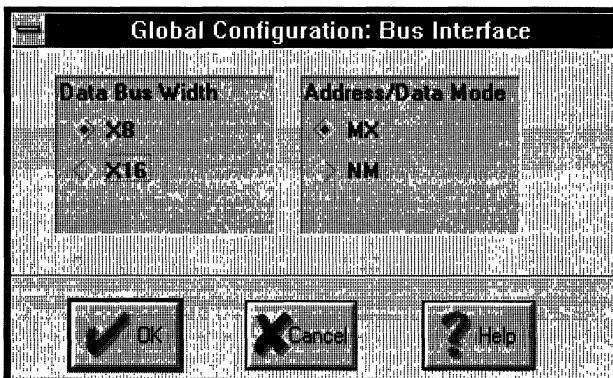 Global Configuration: Bus Interface
Data Bus Width Address/Data Mode
X8 MX
X16 NM
OK Cancel Help